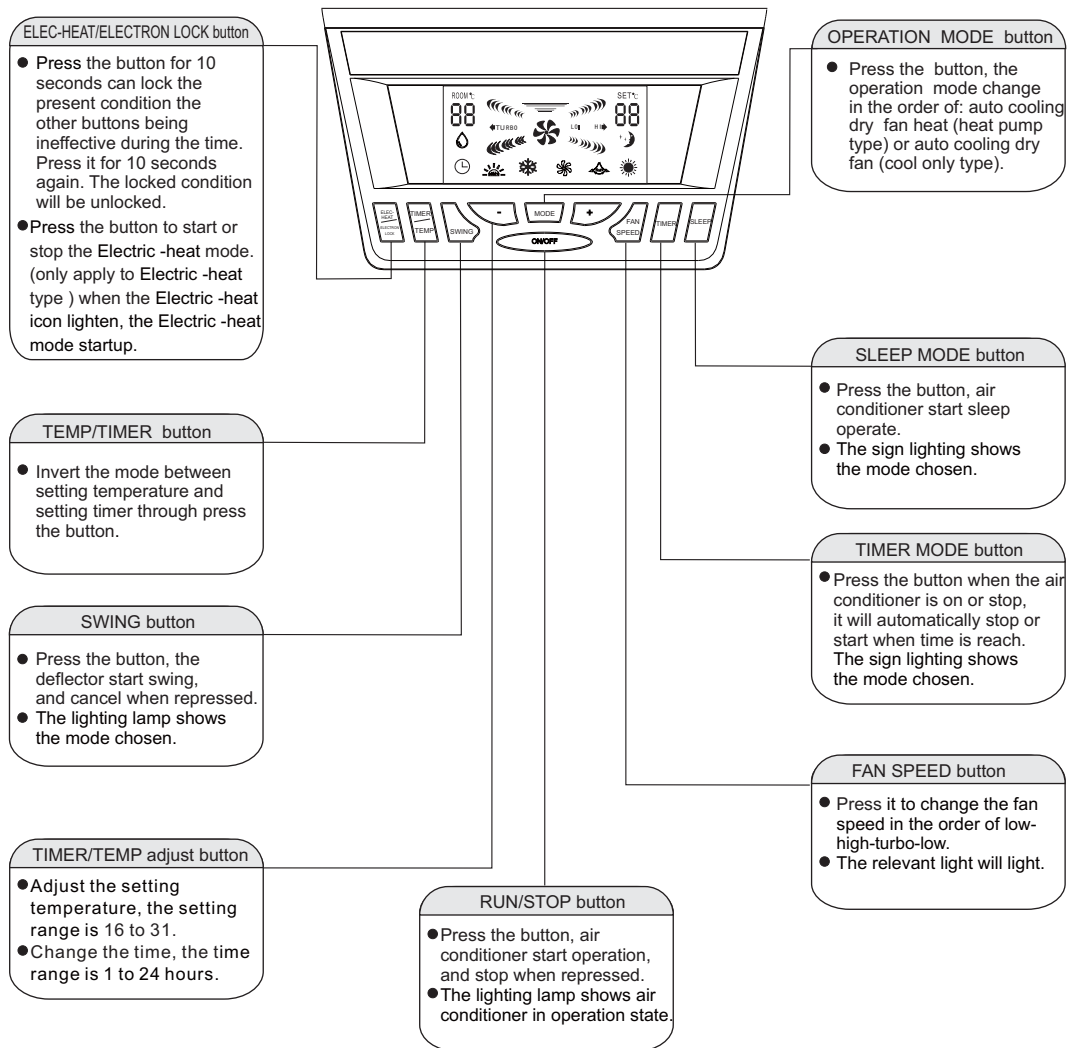 ELEC-HEAT/ELECTRON LOCK button
● Press the button for 10
seconds can lock the
present condition the
other buttons being
ineffective during the time.
Press it for 10 seconds
again. The locked condition
will be unlocked.
●Press the button to start or
stop the Electric -heat mode.
(only apply to Electric -heat
type ) when the Electric -heat
icon lighten, the Electric -heat
mode startup.
TEMP/TIMER button
● Invert the mode between
setting temperature and
setting timer through press
the button.
SWING button
● Press the button, the
deflector start swing,
and cancel when repressed.
● The lighting lamp shows
the mode chosen.
TIMER/TEMP adjust button
●Adjust the setting
temperature, the setting
range is 16 to 31.
●Change the time, the time
range is 1 to 24 hours.
ROOM℃
88
TURBO
LO
HI
SET℃
88
ELEC-
HEAT
ELECTRON
LOCK
TIMER
TEMP
SWING
-
MODE
+
FAN
SPEED
TIMER
SLEEP
ON/OFF
RUN/STOP button
●Press the button, air
conditioner start operation,
and stop when repressed.
●The lighting lamp shows air
conditioner in operation state.
OPERATION MODE button
● Press the button, the
operation mode change
in the order of: auto cooling
dry fan heat (heat pump
type) or auto cooling dry
fan (cool only type).
SLEEP MODE button
● Press the button, air
conditioner start sleep
operate.
● The sign lighting shows
the mode chosen.
TIMER MODE button
●Press the button when the air
conditioner is on or stop,
it will automatically stop or
start when time is reach.
The sign lighting shows
the mode chosen.
FAN SPEED button
● Press it to change the fan
speed in the order of low-
high-turbo-low.
● The relevant light will light.